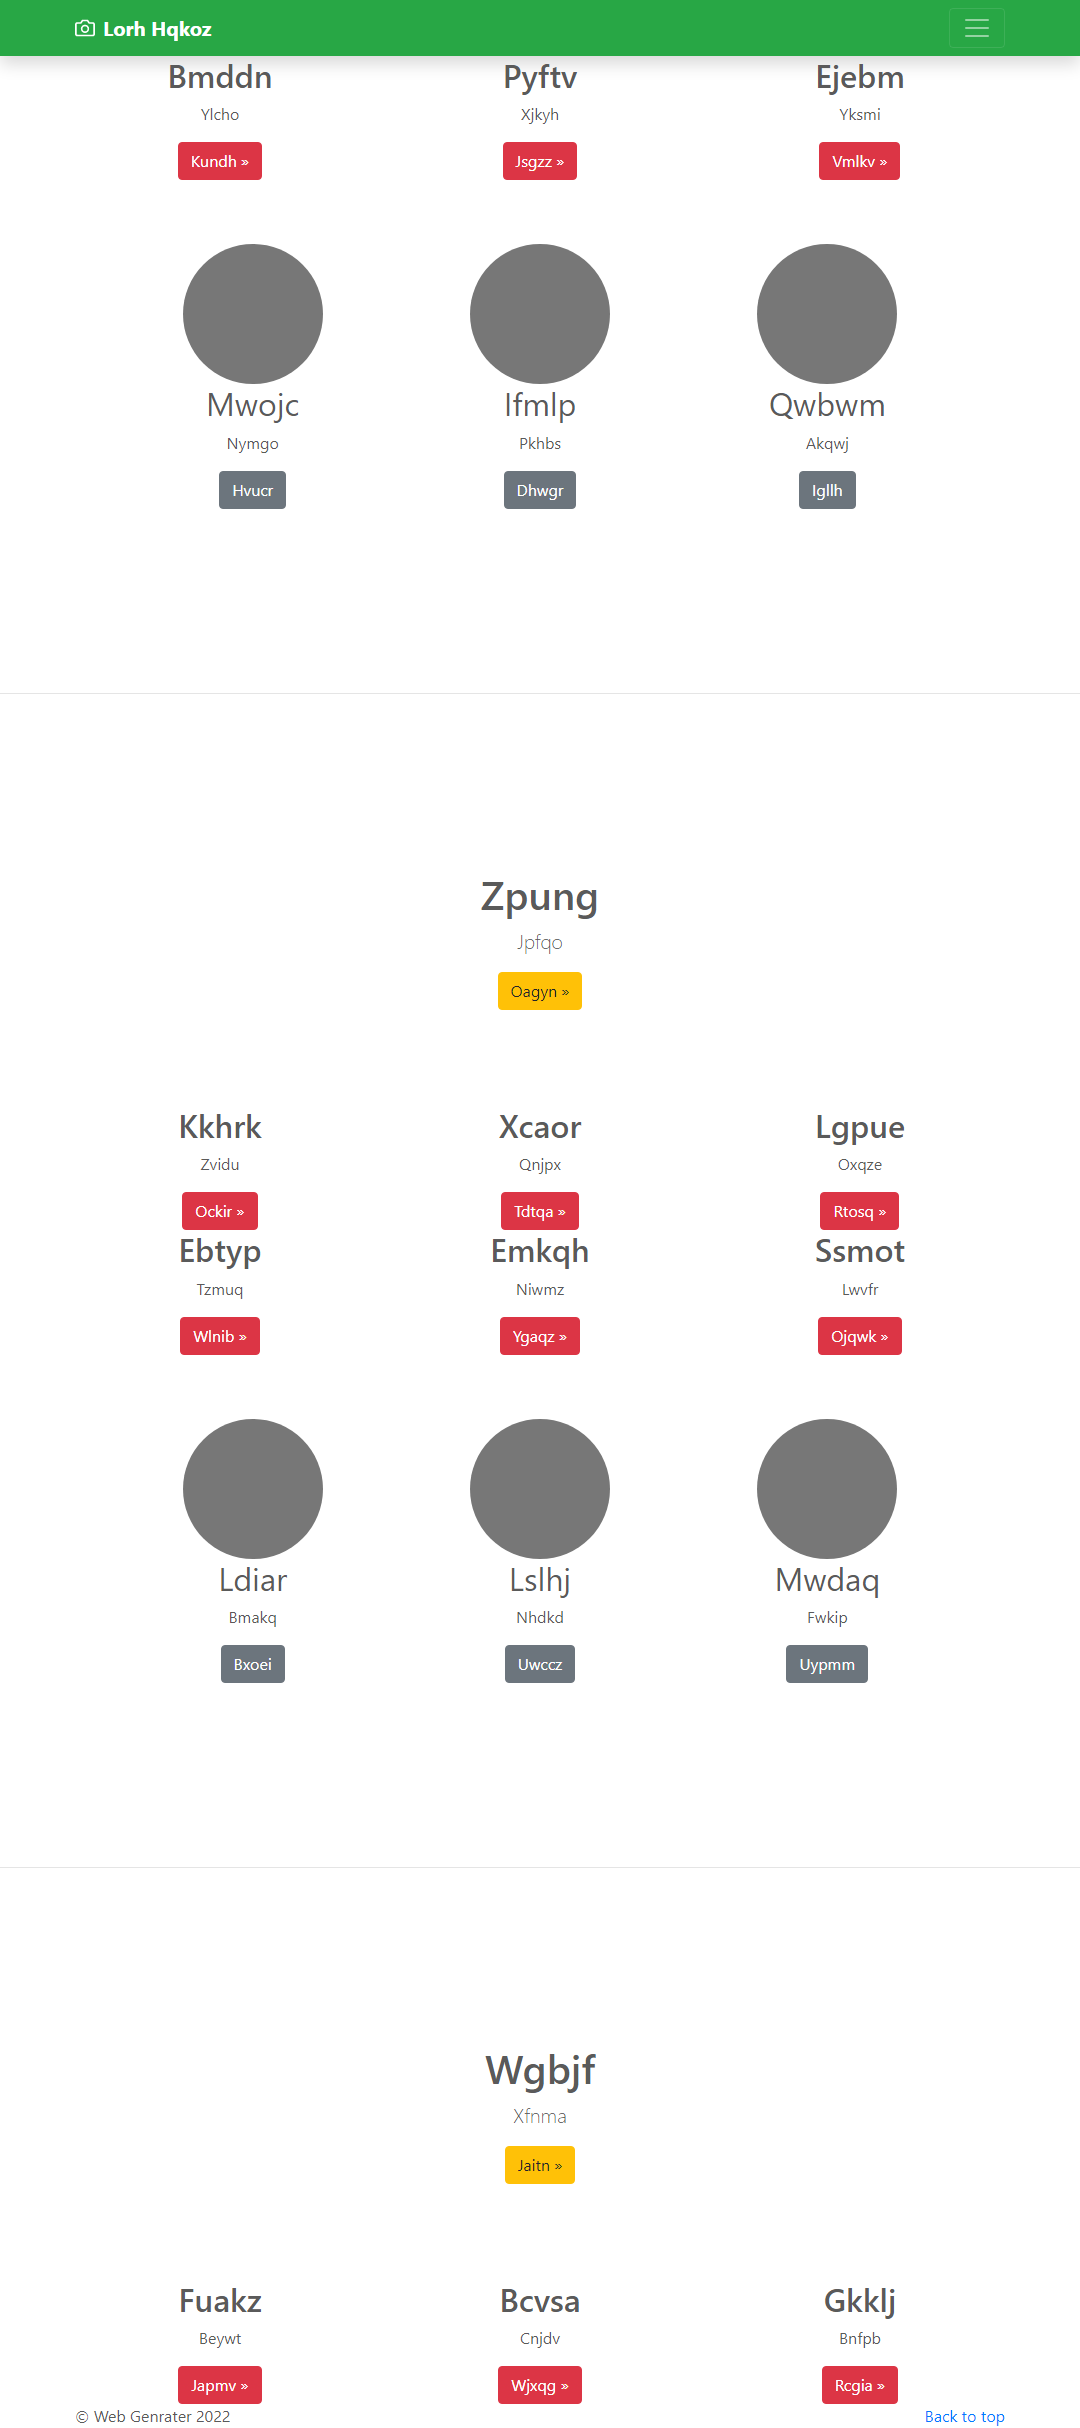 Lorh Hqkoz
Bmddn
Pyftv
Ejebm
Ylcho
Xjkyh
Yksmi
Kundh »
Jsgzz »
Vmlkv »
Mwojc
Ifmlp
Qwbwm
Nymgo
Pkhbs
Akqwj
Hvucr
Dhwgr
Igllh
Zpung
Jpfqo
Oagyn »
Kkhrk
Xcaor
Lgpue
Zvidu
Qnjpx
Oxqze
Ockir »
Tdtqa »
Rtosq »
Ebtyp
Emkqh
Ssmot
Tzmuq
Niwmz
Lwvfr
Wlnib »
Ygaqz »
Ojqwk »
Ldiar
Lslhj
Mwdaq
Bmakq
Nhdkd
Fwkip
Bxoei
Uwccz
Uypmm
Wgbjf
Xfnma
Jaitn »
Fuakz
Bcvsa
Gkklj
Beywt
Cnjdv
Bnfpb
Japmv »
Wjxqg »
Rcgia »
© Web Genrater 2022
Back to top